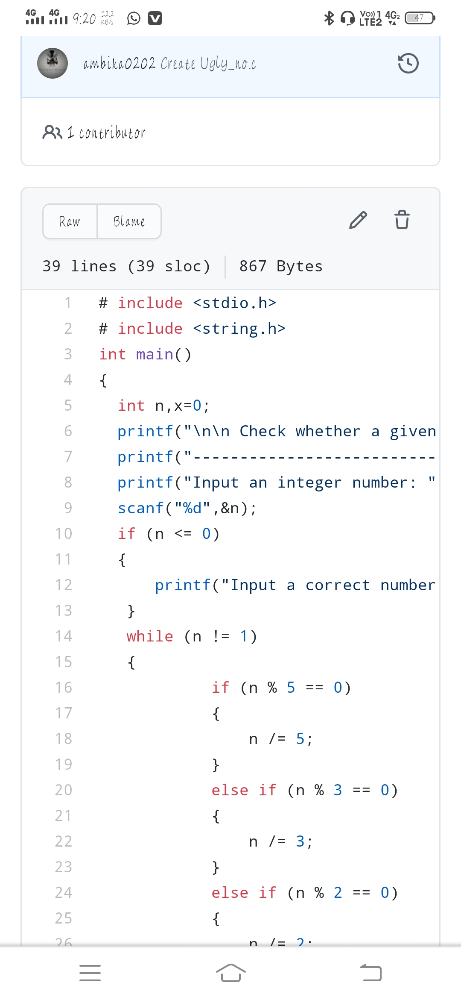 4G 4G 9:20 12.2 KB/s Vo)) 1 LTE2 4G2 47
ambika0202 Create Ugly_no.c
1 contributor
Raw Blame
39 lines (39 sloc) 867 Bytes
1 # include <stdio.h>
2 # include <string.h>
3 int main()
4 {
5 int n,x=0;
6 printf("\n\n Check whether a given
7 printf("--------------------------
8 printf("Input an integer number: "
9 scanf("%d",&n);
10 if (n <= 0)
11 {
12 printf("Input a correct number
13 }
14 while (n != 1)
15 {
16 if (n % 5 == 0)
17 {
18 n /= 5;
19 }
20 else if (n % 3 == 0)
21 {
22 n /= 3;
23 }
24 else if (n % 2 == 0)
25 {
26 n /= 2;